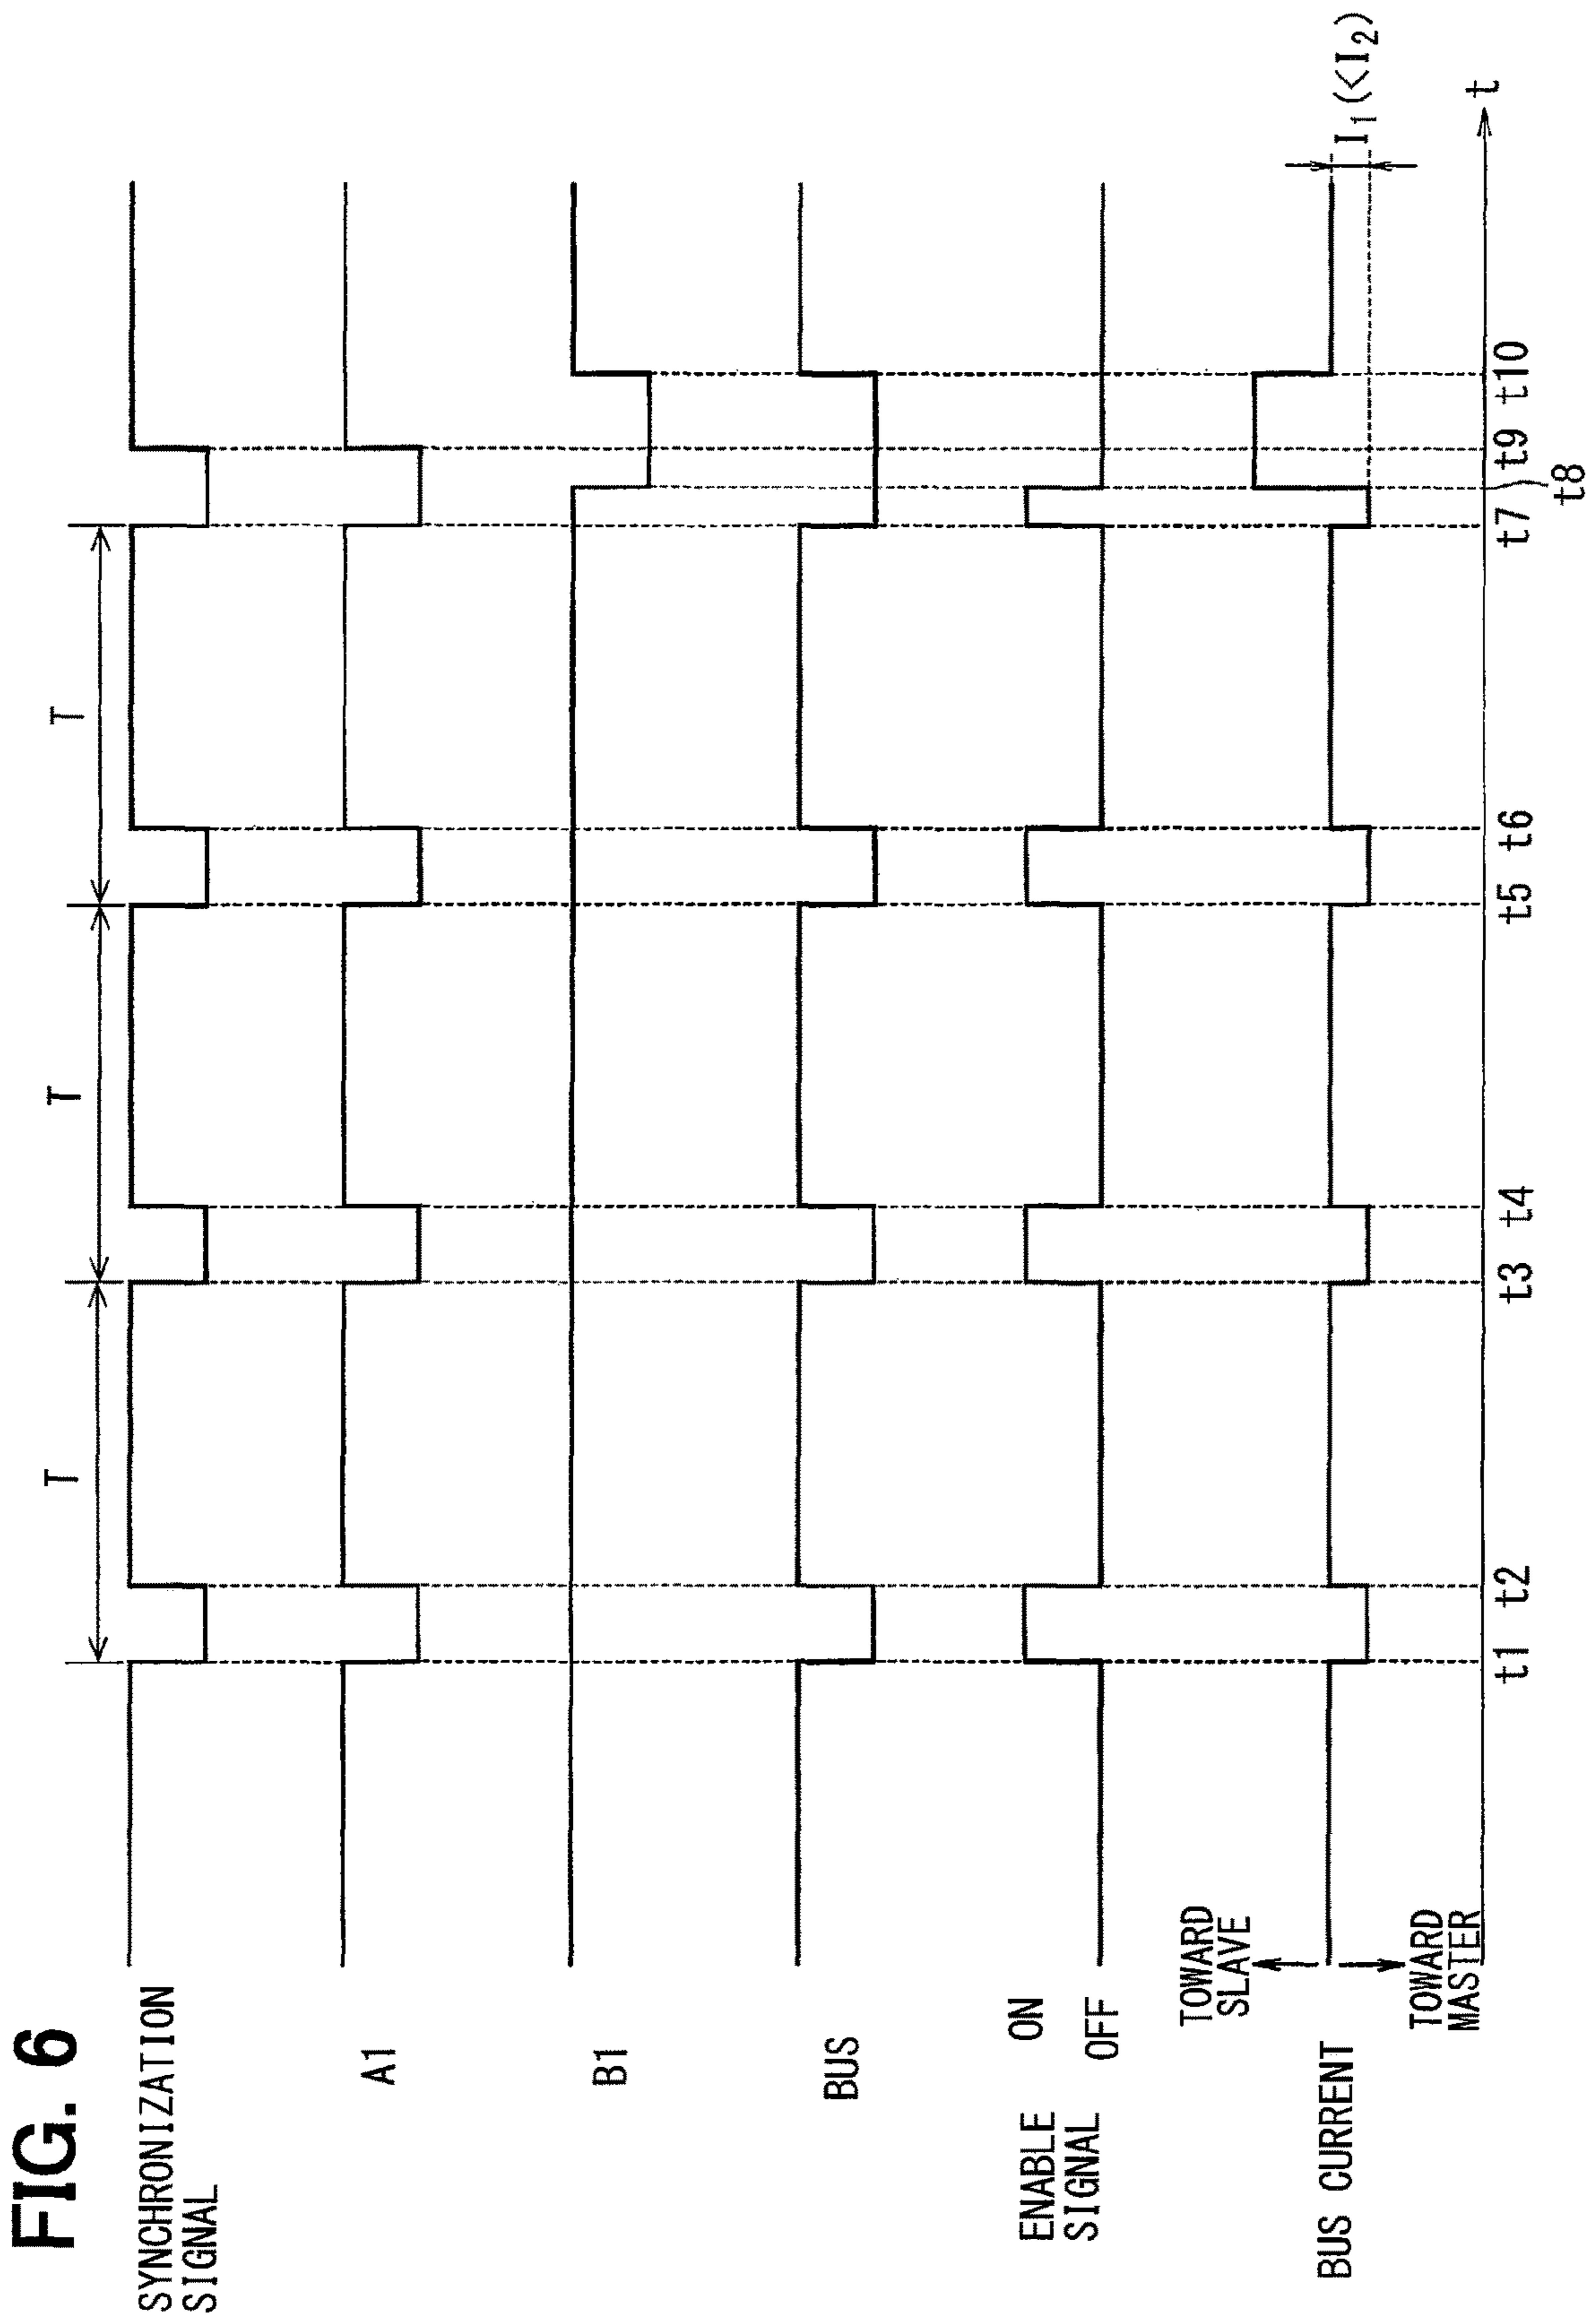 FIG. 6
T T T
SYNCHRONIZATION
SIGNAL
A1
B1
BUS
ENABLE
SIGNAL
ON
OFF
TOWARD
SLAVE
BUS CURRENT
TOWARD
MASTER
I1(<I2)
t
t1 t2 t3 t4 t5 t6 t7 t9 t10
t8